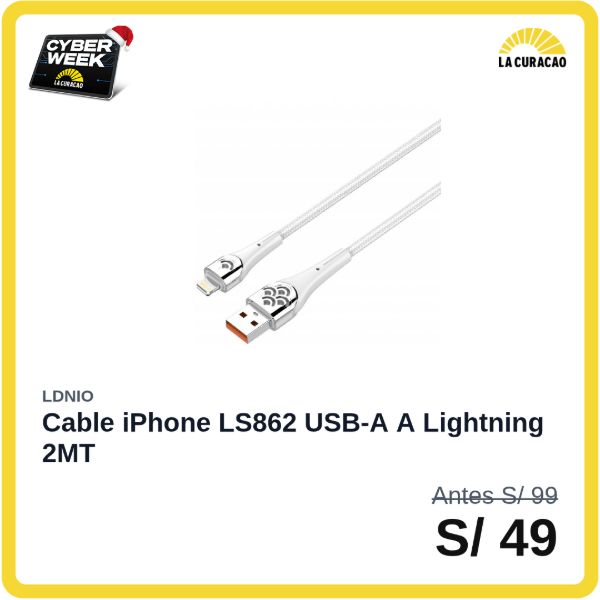 CYBER
WEEK
LA CURACAO
LA CURACAO
LDNIO
Cable iPhone LS862 USB-A A Lightning
2MT
Antes S/ 99
S/ 49